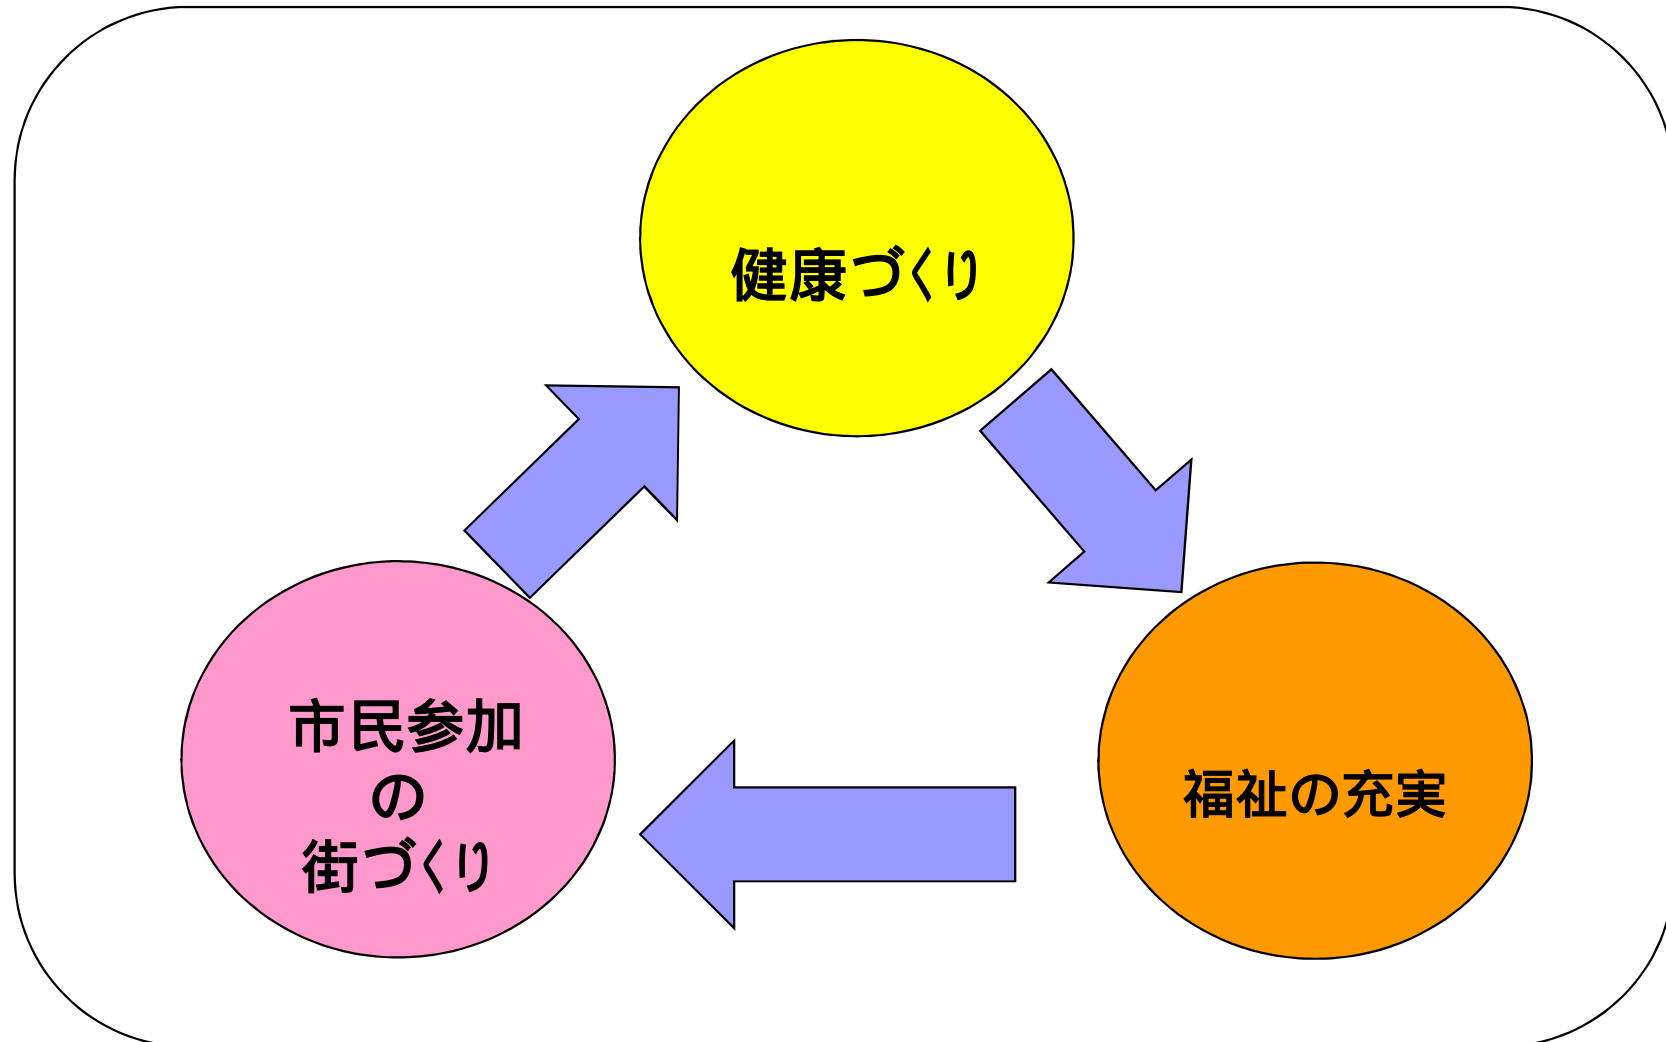 健康づくり
市民参加
の
街づくり
福祉の充実